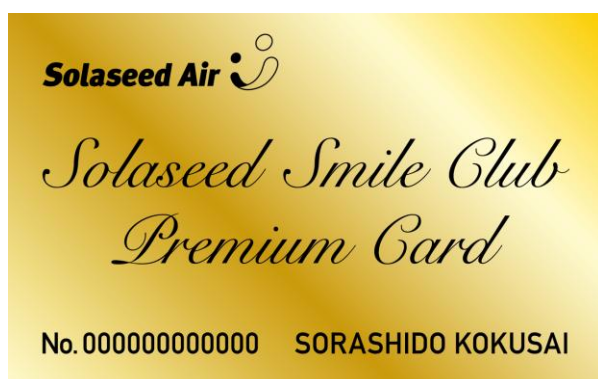 Solaseed Air
Solaseed Smile Club
Premium Card
No. 000000000000 SORASHIDO KOKUSAI